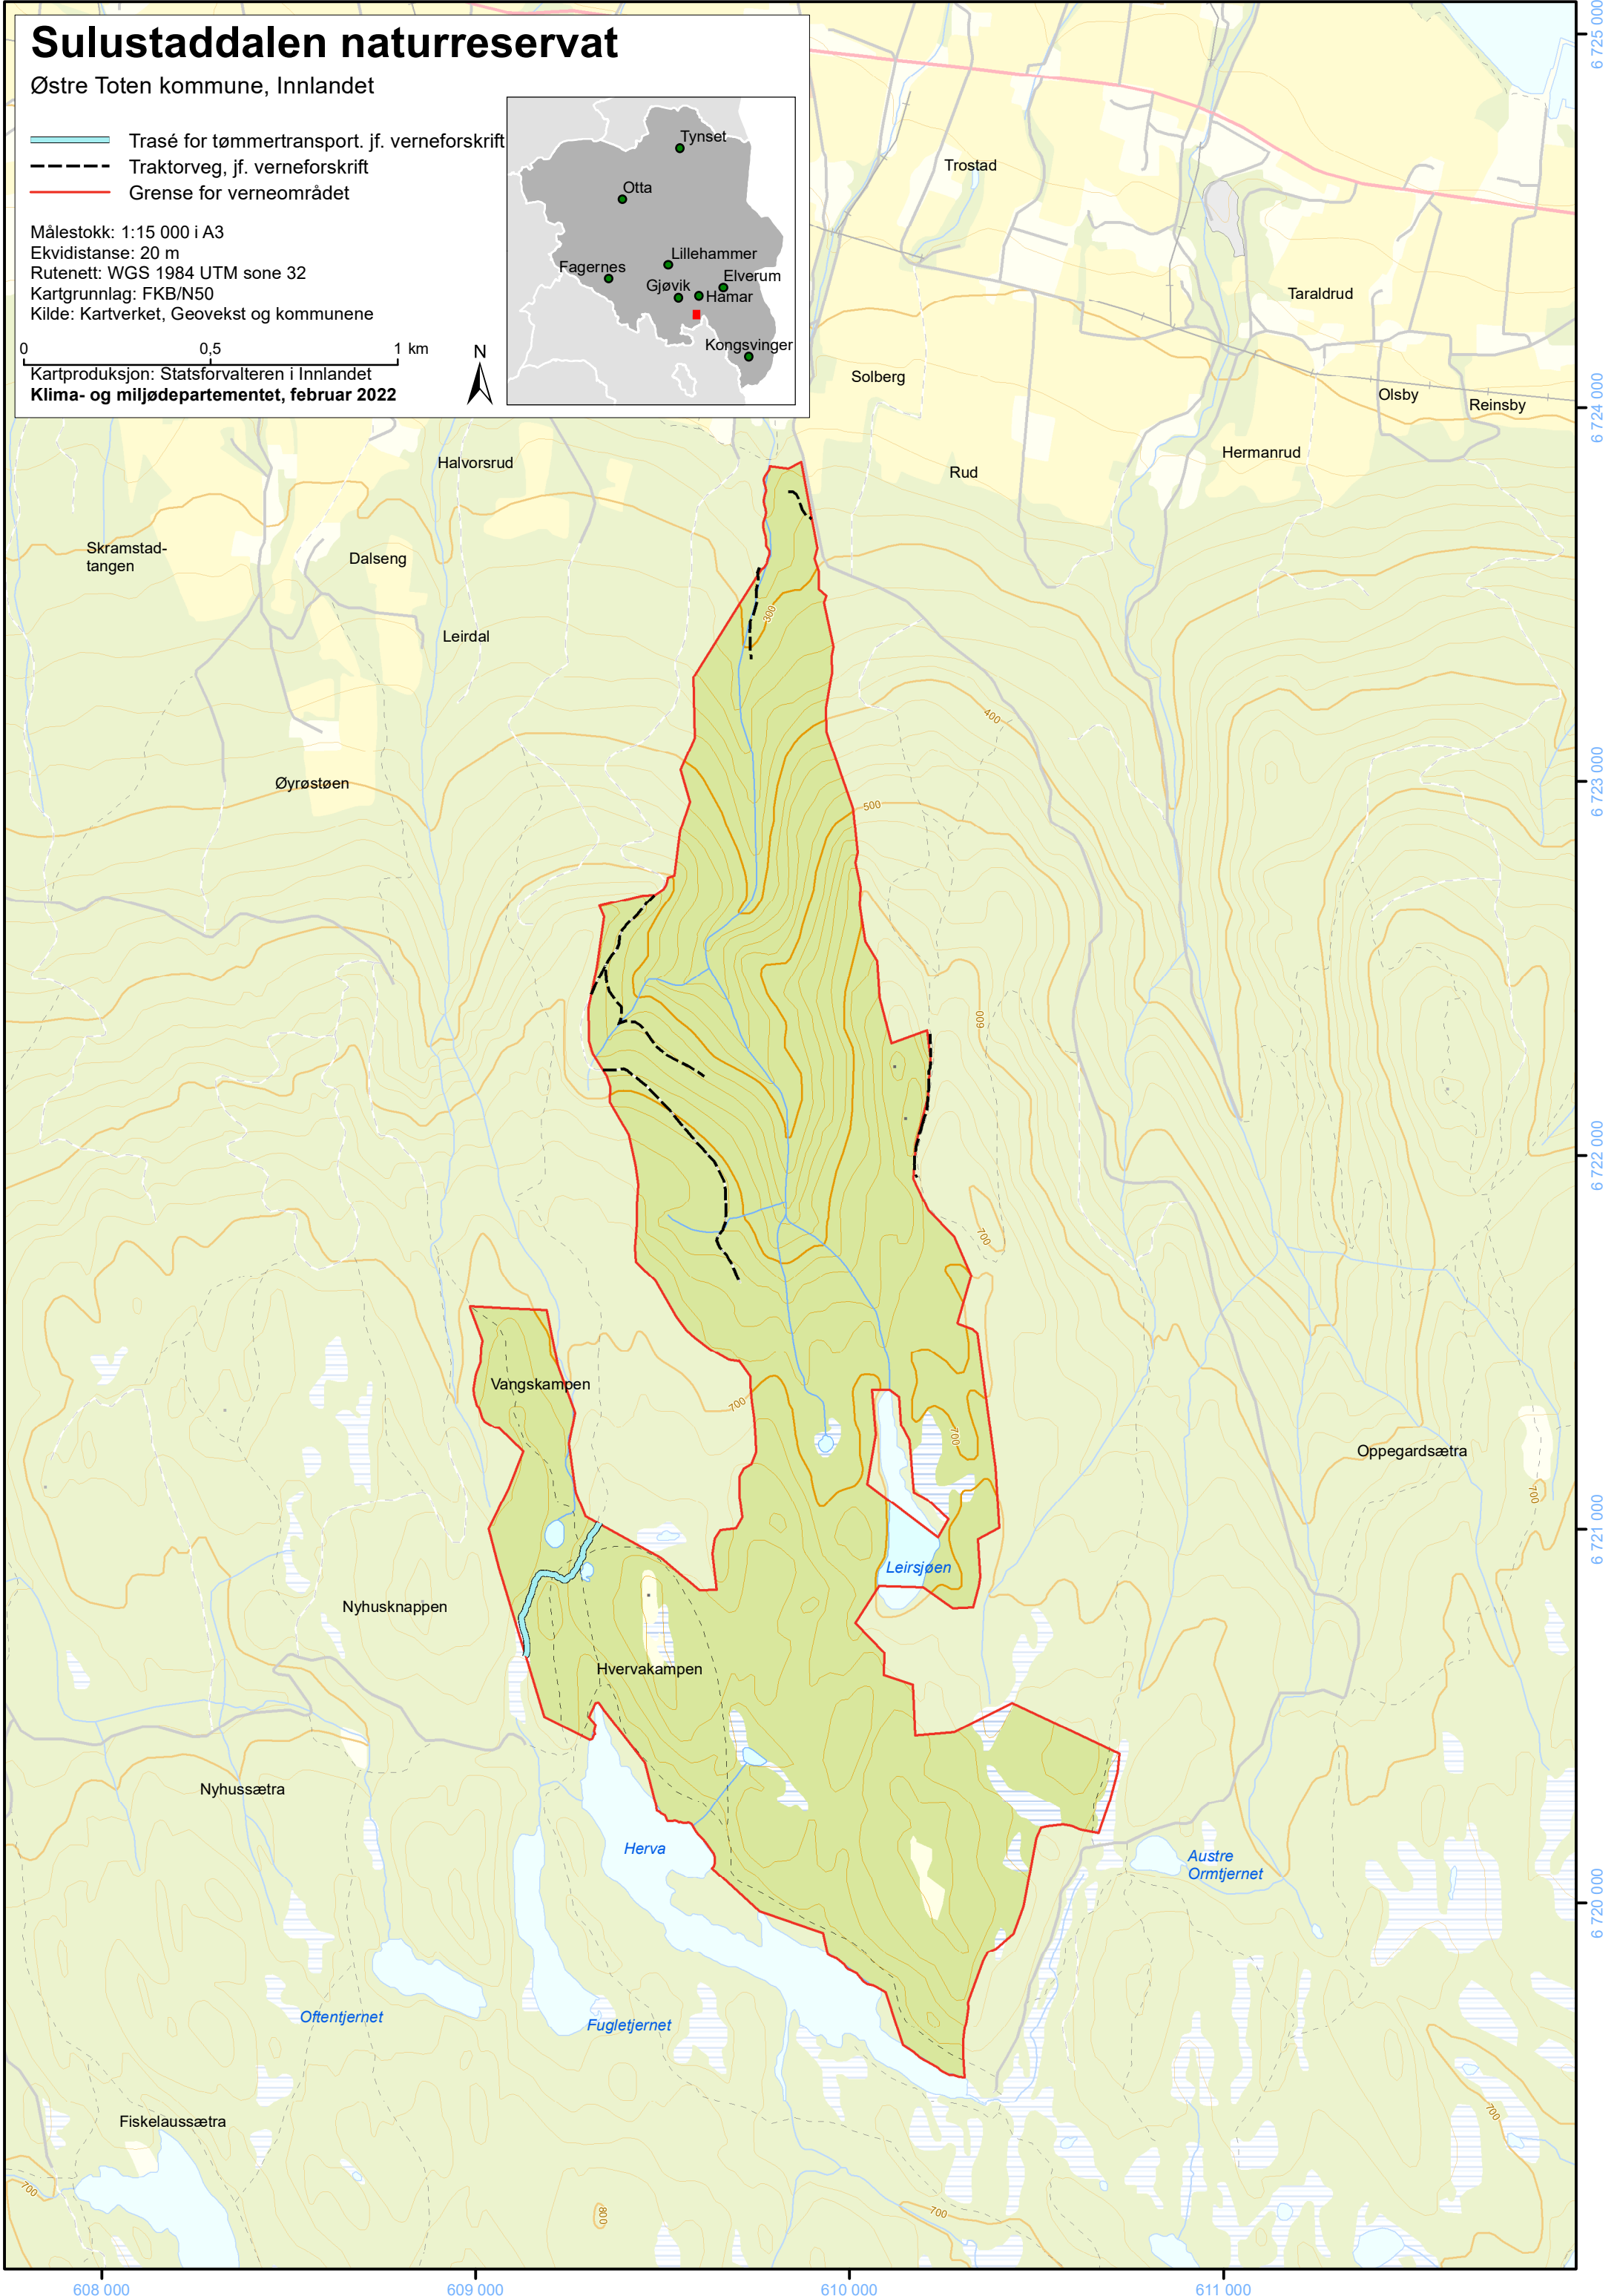 Sulustaddalen naturreservat
Østre Toten kommune, Innlandet
Trasé for tømmertransport. jf. verneforskrift
Traktorveg, jf. verneforskrift
Grense for verneområdet
Målestokk: 1:15 000 i A3
Ekvidistanse: 20 m
Rutenett: WGS 1984 UTM sone 32
Kartgrunnlag: FKB/N50
Kilde: Kartverket, Geovekst og kommunene
0 0,5 1 km
N
Kartproduksjon: Statsforvalteren i Innlandet
Klima- og miljødepartementet, februar 2022
Tynset
Otta
Lillehammer
Fagernes
Elverum
Gjøvik
Hamar
Kongsvinger
6 725 000
Trostad
Taraldrud
Solberg
Olsby
Reinsby
6 724 000
Halvorsrud
Rud
Hermanrud
Skramstad-
tangen
Dalseng
300
Leirdal
400
Øyrøstøen
6 723 000
500
600
6 722 000
700
Vangskampen
700
700
Oppegardsætra
700
6 721 000
Leirsjøen
Nyhusknappen
Hvervakampen
Nyhussætra
Herva
Austre
Ormtjernet
6 720 000
Oftentjernet
Fugletjernet
Fiskelaussætra
700
700
800
700
608 000
609 000
610 000
611 000